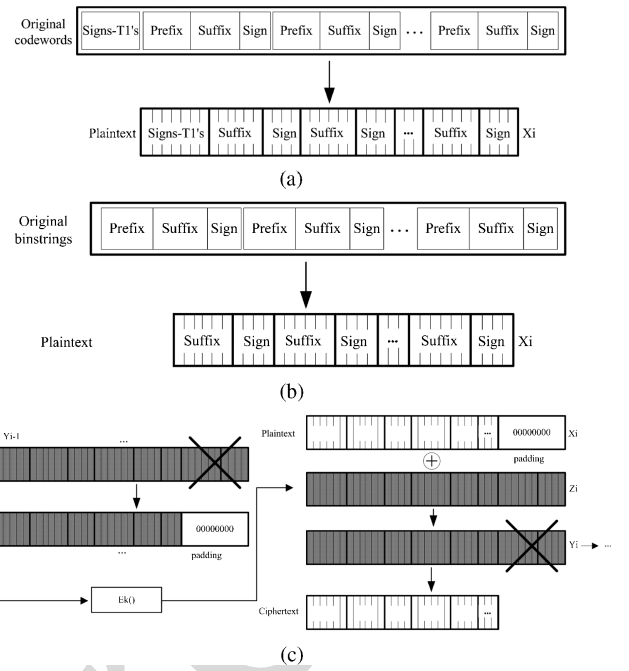 Original
codewords
Signs-T1's Prefix Suffix Sign Prefix Suffix Sign ... Prefix Suffix Sign
Plaintext Signs-T1's Suffix Sign Suffix Sign ... Suffix Sign Xi
(a)
Original
binstrings
Prefix Suffix Sign Prefix Suffix Sign ... Prefix Suffix Sign
Plaintext Suffix Sign Suffix Sign ... Suffix Sign Xi
(b)
Yi-1 ...
00000000
... padding
Ek()
Plaintext ... 00000000 Xi
padding
Zi
Yi ...
Ciphertext ...
(c)